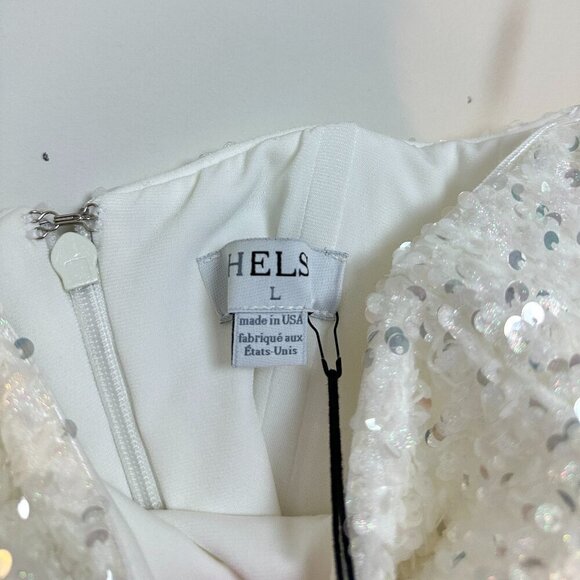 HELS
L
made in USA
fabriqué aux
États-Unis